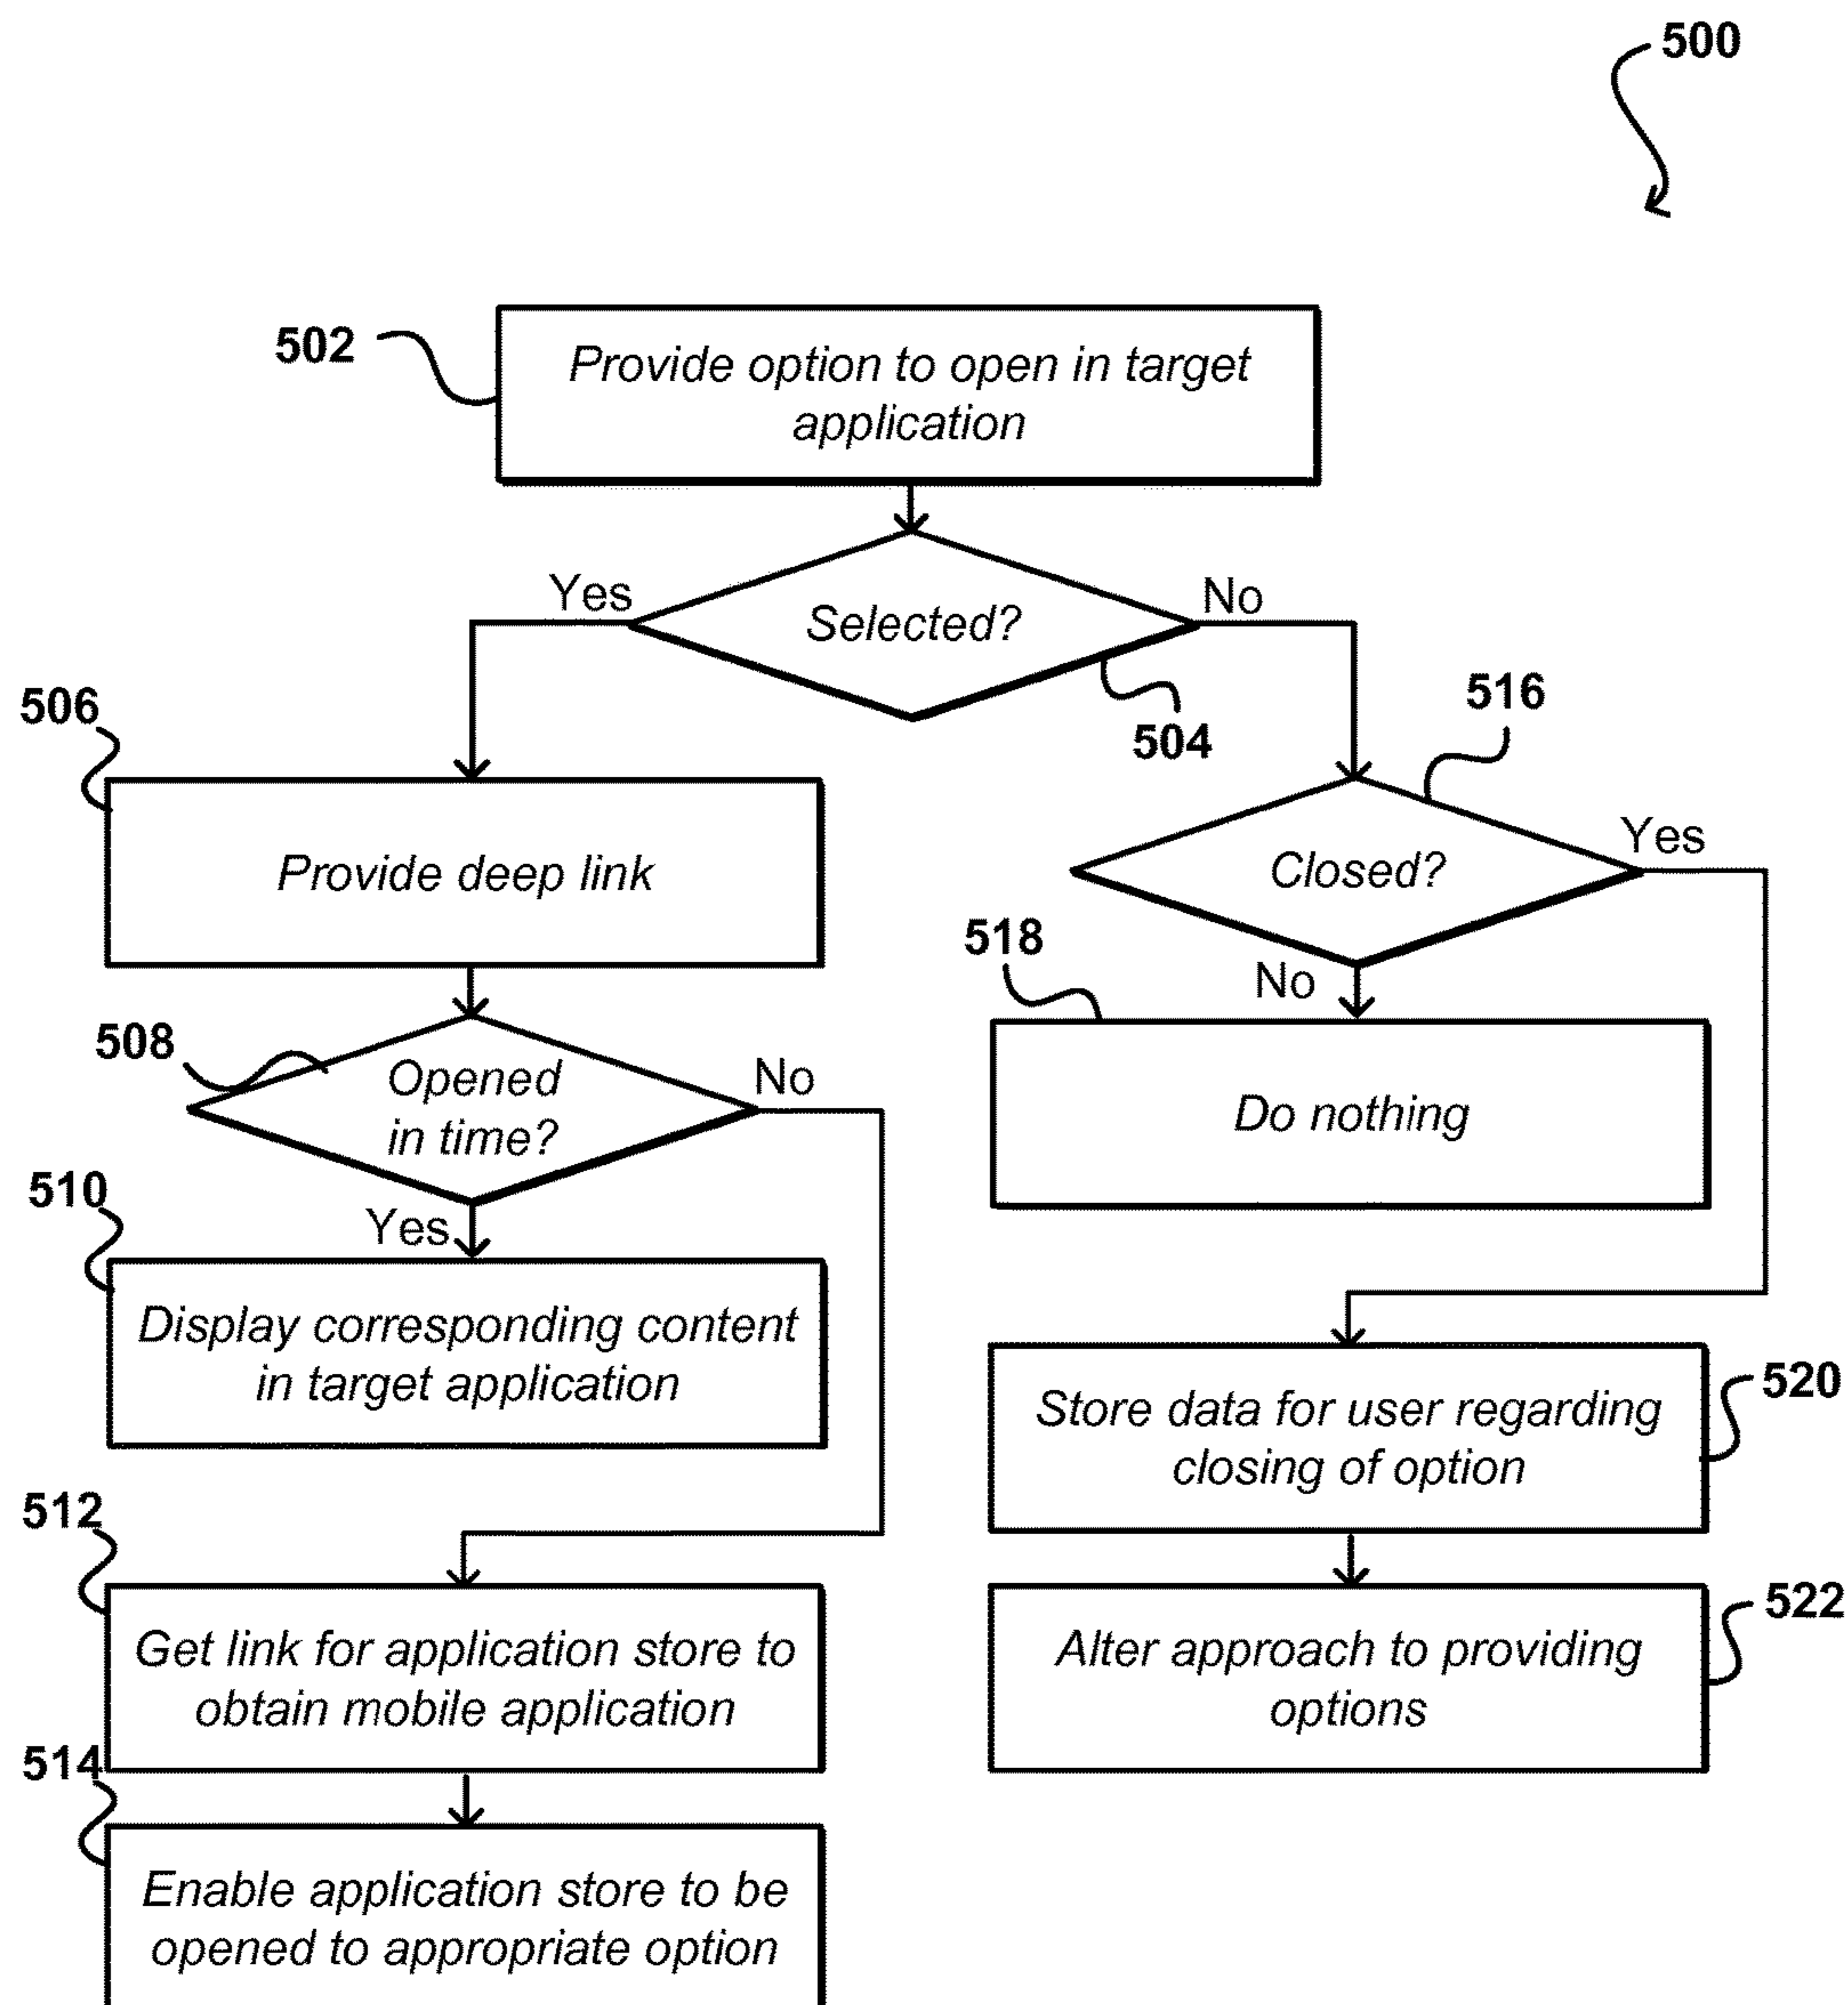 500
502
Provide option to open in target
application
Yes
Selected?
No
504
506
Provide deep link
516
Closed?
Yes
No
518
Do nothing
508
Opened
in time?
No
Yes
510
Display corresponding content
in target application
512
Get link for application store to
obtain mobile application
514
Enable application store to be
opened to appropriate option
520
Store data for user regarding
closing of option
522
Alter approach to providing
options